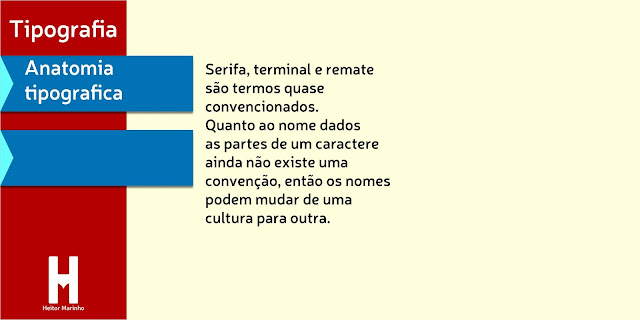 Tipografia
Anatomia
tipografica
Serifa, terminal e remate
são termos quase
convencionados.
Quanto ao nome dados
as partes de um caractere
ainda não existe uma
convenção, então os nomes
podem mudar de uma
cultura para outra.
H
Heitor Marinho